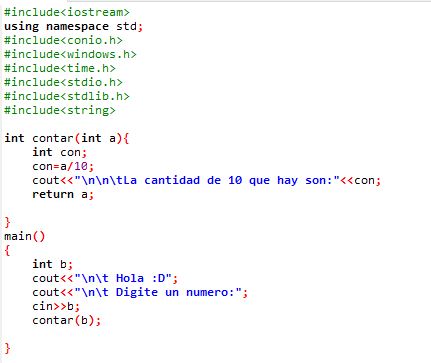 #include<iostream>
using namespace std;
#include<conio.h>
#include<windows.h>
#include<time.h>
#include<stdio.h>
#include<stdlib.h>
#include<string>

int contar(int a){
    int con;
    con=a/10;
    cout<<"\n\n\tLa cantidad de 10 que hay son:"<<con;
    return a;

}
main()
{
    int b;
    cout<<"\n\t Hola :D";
    cout<<"\n\t Digite un numero:";
    cin>>b;
    contar(b);

}